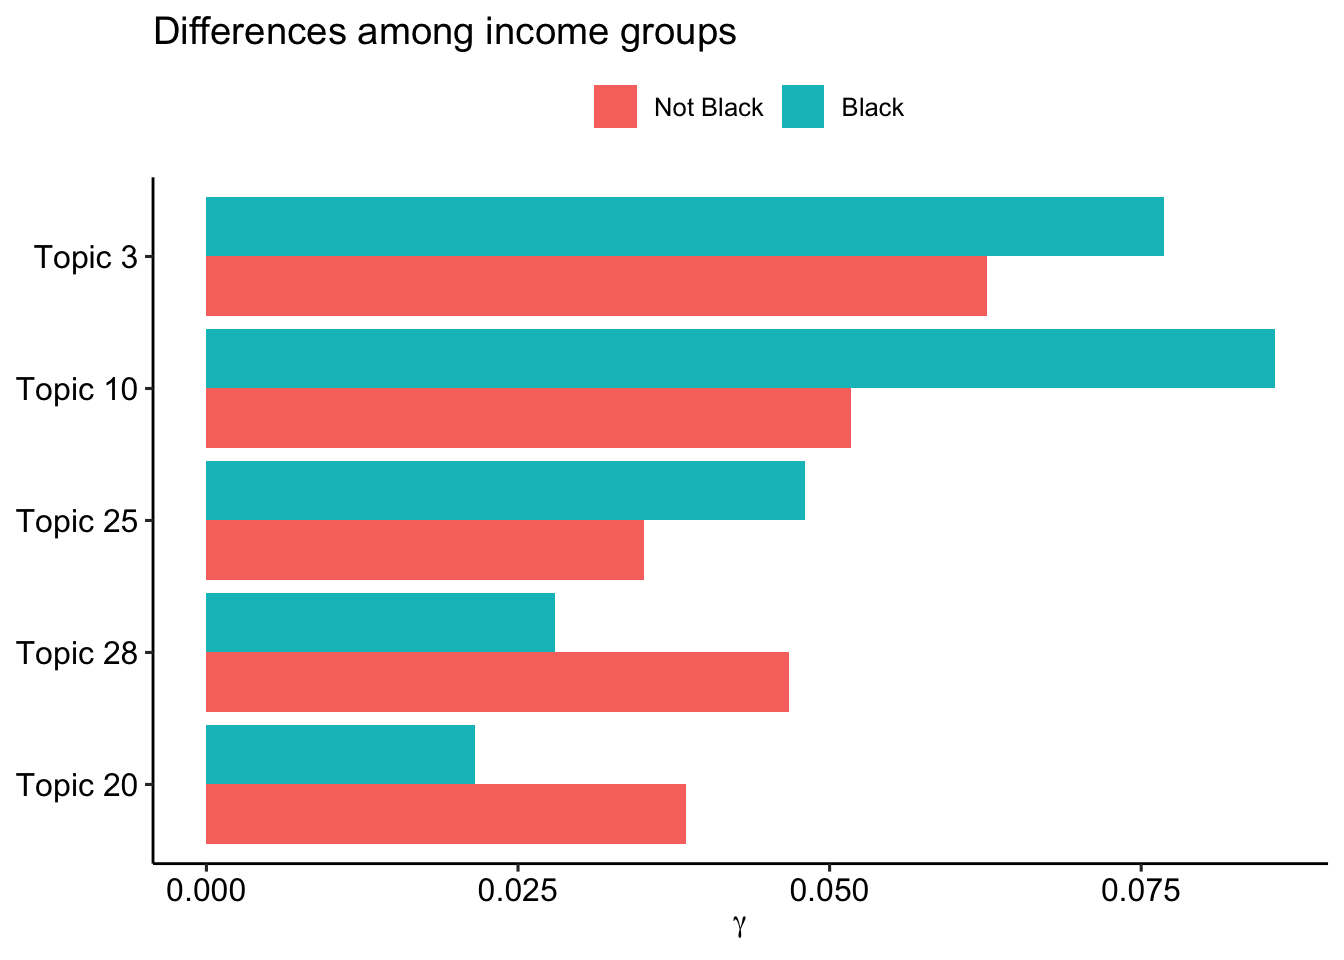 Differences among income groups
Not Black Black
Topic 3
Topic 10
Topic 25
Topic 28
Topic 20
0.000 0.025 0.050 0.075
γ